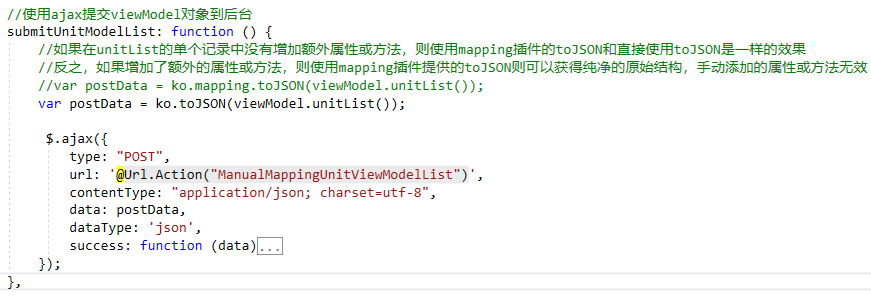 //使用ajax提交viewModel对象到后台
submitUnitModelList: function () {
//如果在unitList的单个记录中没有增加额外属性或方法，则使用mapping插件的toJSON和直接使用toJSON是一样的效果
//反之，如果增加了额外的属性或方法，则使用mapping插件提供的toJSON则可以获得纯净的原始结构，手动添加的属性或方法无效
//var postData = ko.mapping.toJSON(viewModel.unitList());
var postData = ko.toJSON(viewModel.unitList());
$.ajax({
type: "POST",
url: '@Url.Action("ManualMappingUnitViewModelList")',
contentType: "application/json; charset=utf-8",
data: postData,
dataType: 'json',
success: function (data)...
});
},